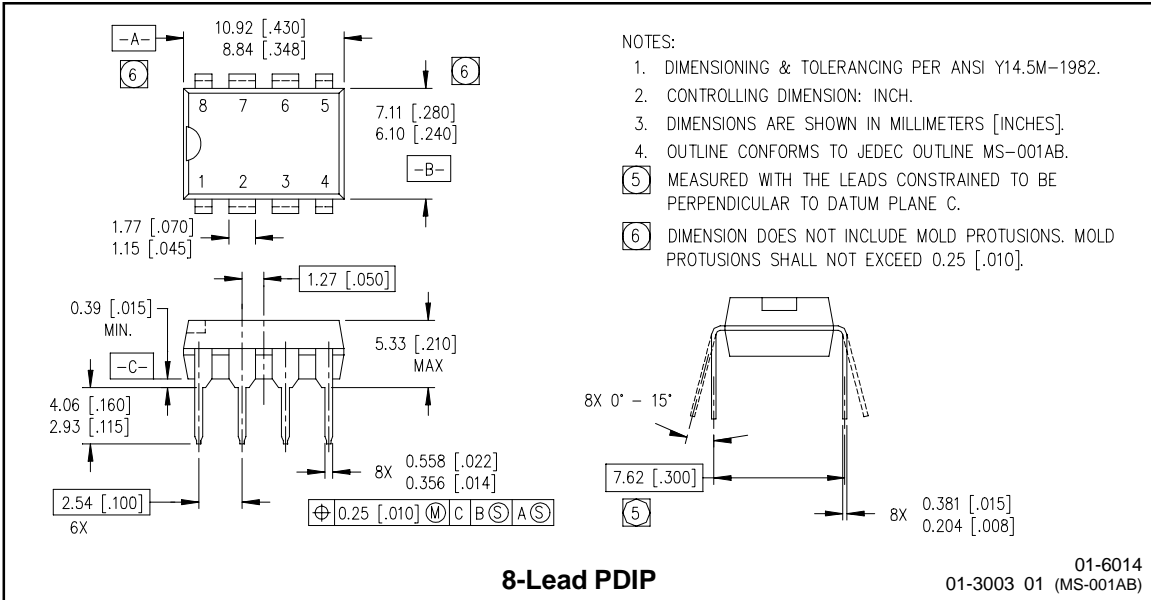 -A-
10.92 [.430]
8.84 [.348]
6
6
8 7 6 5
1 2 3 4
7.11 [.280]
6.10 [.240]
-B-
1.77 [.070]
1.15 [.045]
1.27 [.050]
0.39 [.015]
MIN.
-C-
5.33 [.210]
MAX
4.06 [.160]
2.93 [.115]
8X 0.558 [.022]
0.356 [.014]
2.54 [.100]
6X
⌖ 0.25 [.010] Ⓜ C B Ⓢ A Ⓢ
NOTES:
1. DIMENSIONING & TOLERANCING PER ANSI Y14.5M-1982.
2. CONTROLLING DIMENSION: INCH.
3. DIMENSIONS ARE SHOWN IN MILLIMETERS [INCHES].
4. OUTLINE CONFORMS TO JEDEC OUTLINE MS-001AB.
5 MEASURED WITH THE LEADS CONSTRAINED TO BE
PERPENDICULAR TO DATUM PLANE C.
6 DIMENSION DOES NOT INCLUDE MOLD PROTUSIONS. MOLD
PROTUSIONS SHALL NOT EXCEED 0.25 [.010].
8X 0° - 15°
7.62 [.300]
5
8X 0.381 [.015]
0.204 [.008]
8-Lead PDIP
01-6014
01-3003 01 (MS-001AB)